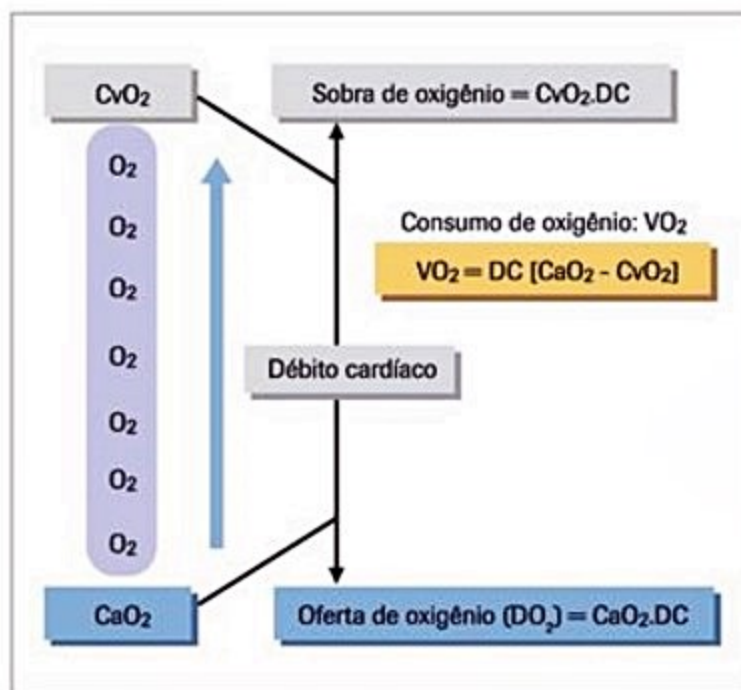 CvO₂
Sobra de oxigênio = CvO₂.DC
O₂
O₂
O₂
O₂
O₂
O₂
O₂
Consumo de oxigênio: VO₂
VO₂ = DC [CaO₂ - CvO₂]
Débito cardíaco
CaO₂
Oferta de oxigênio (DO₂) = CaO₂.DC